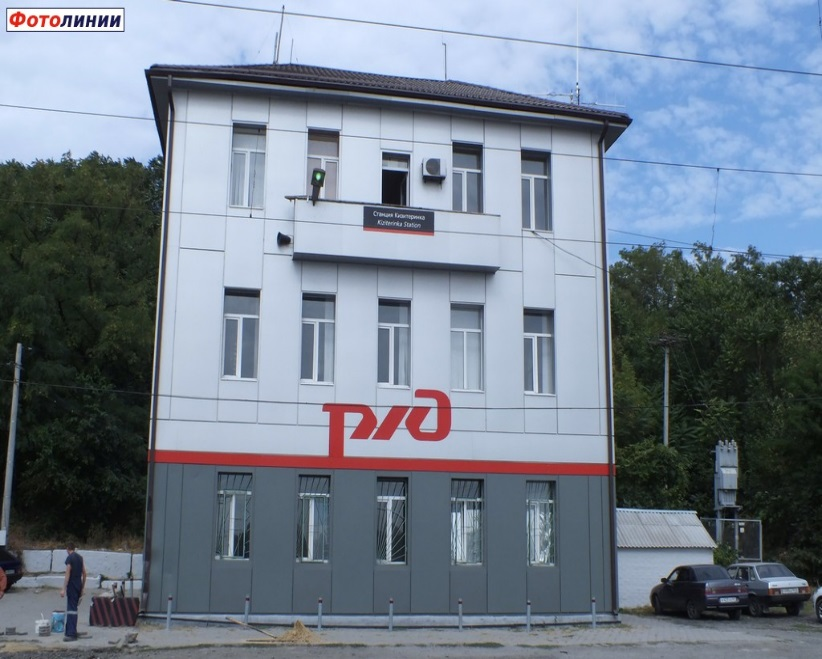 Фотолинии
Станция Кизитеринка
Kiziterinka Station
ржд